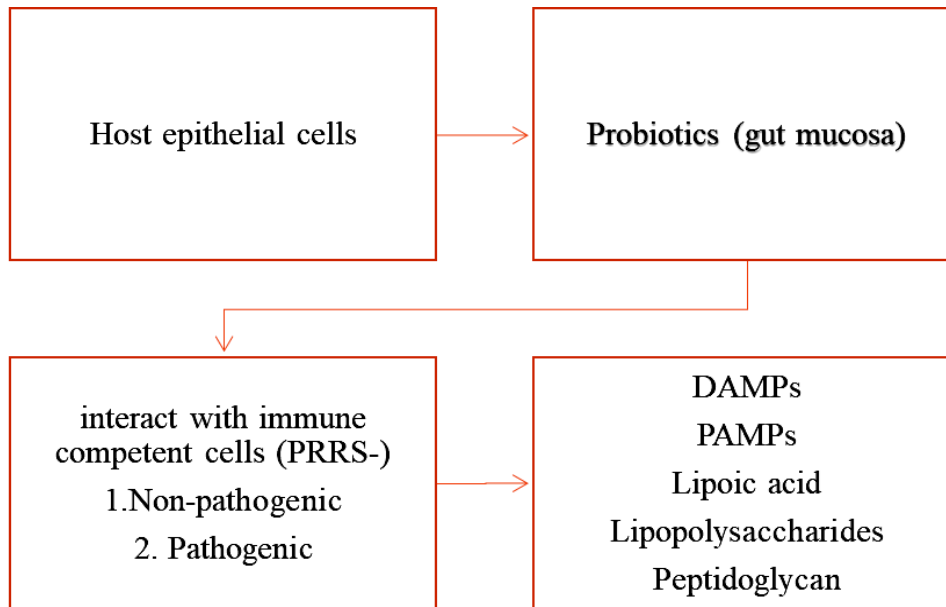 Host epithelial cells
Probiotics (gut mucosa)
interact with immune
competent cells (PRRS-)
1.Non-pathogenic
2. Pathogenic
DAMPs
PAMPs
Lipoic acid
Lipopolysaccharides
Peptidoglycan